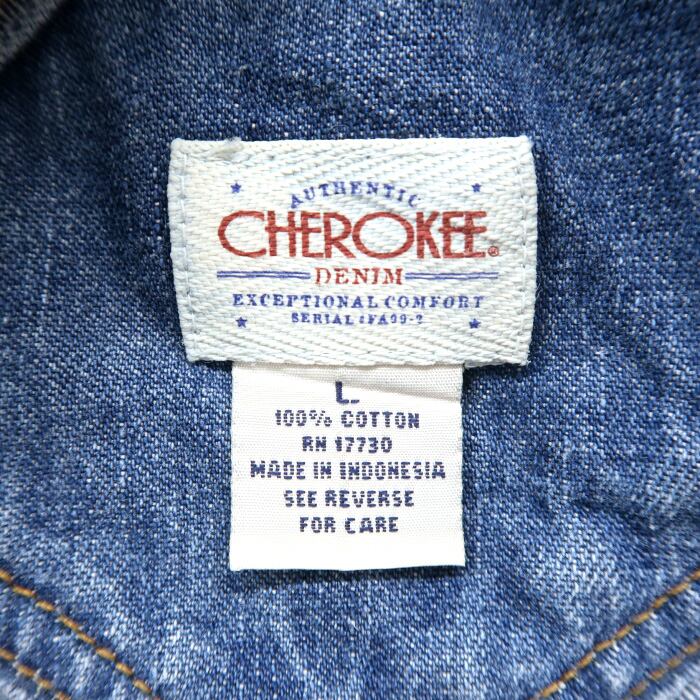 AUTHENTIC
CHEROKEE®
DENIM
EXCEPTIONAL COMFORT
SERIAL #FA99-2
L
100% COTTON
RN 17730
MADE IN INDONESIA
SEE REVERSE
FOR CARE